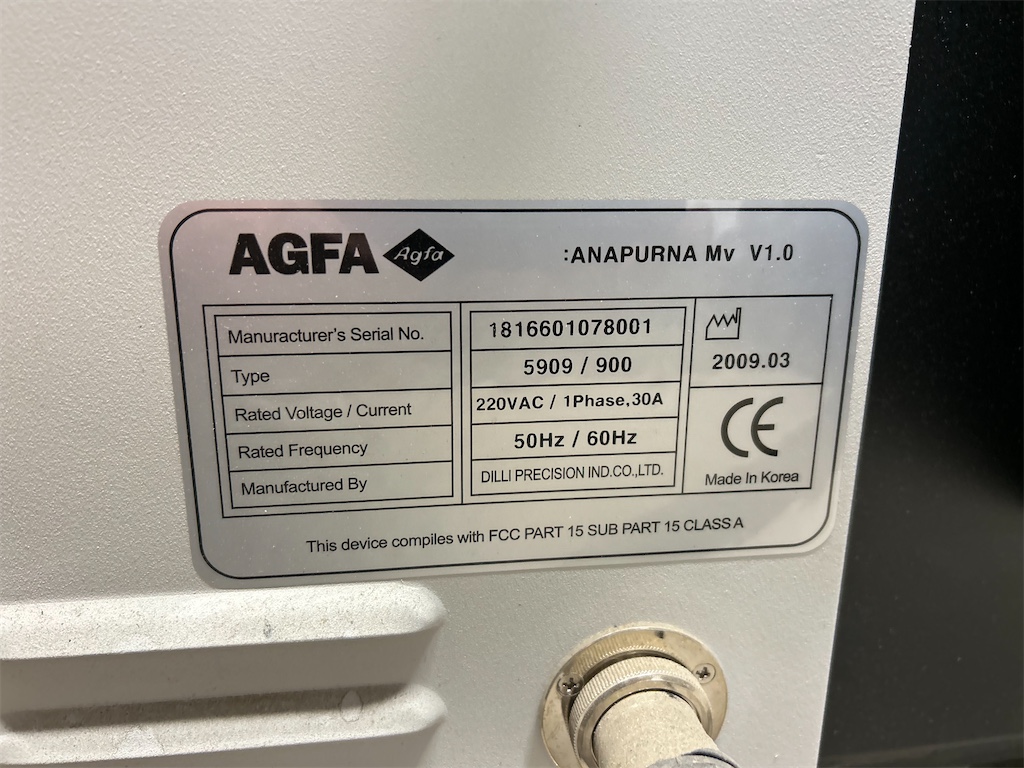 AGFA Agfa :ANAPURNA Mv V1.0
Manuracturer's Serial No. 1816601078001
Type 5909 / 900
Rated Voltage / Current 220VAC / 1Phase,30A
Rated Frequency 50Hz / 60Hz
Manufactured By DILLI PRECISION IND.CO.,LTD.
2009.03
CE
Made In Korea
This device compiles with FCC PART 15 SUB PART 15 CLASS A